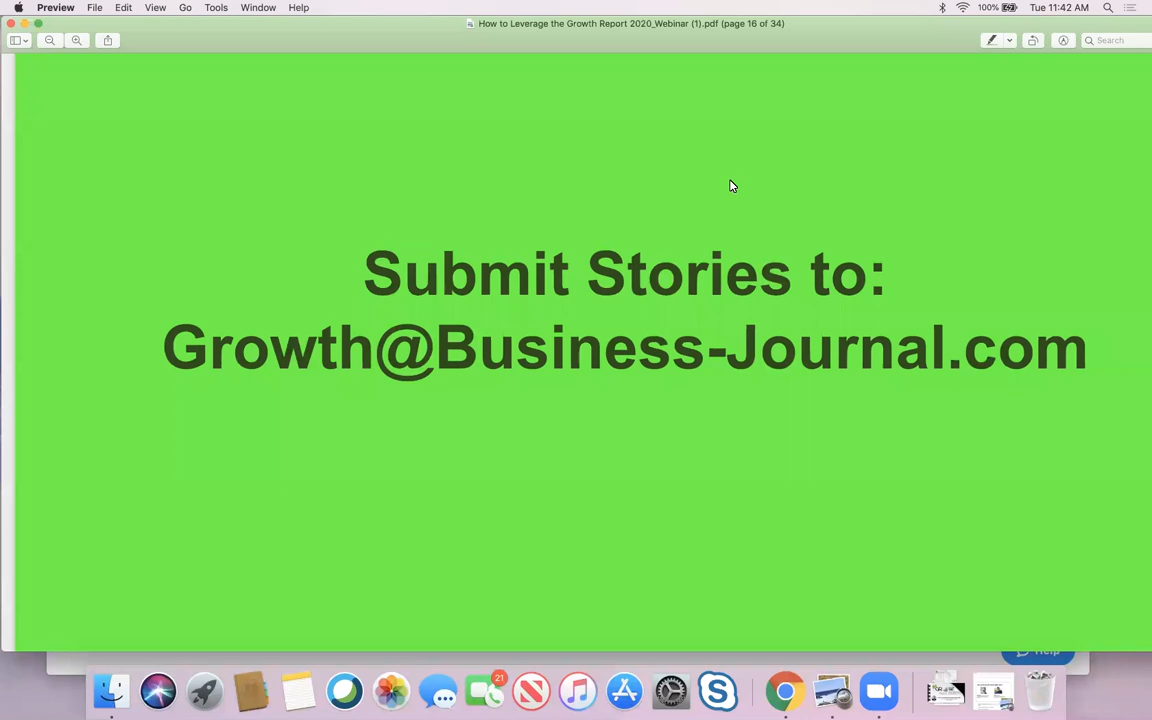 Preview File Edit View Go Tools Window Help 100% Tue 11:42 AM
How to Leverage the Growth Report 2020_Webinar (1).pdf (page 16 of 34)
Search
Submit Stories to:
Growth@Business-Journal.com
Help
21